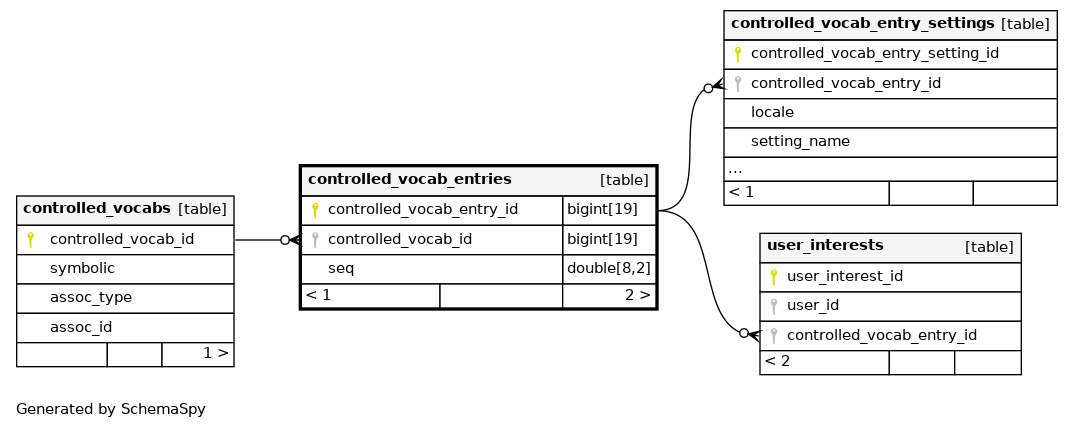 controlled_vocab_entry_settings [table]
controlled_vocab_entry_setting_id
controlled_vocab_entry_id
locale
setting_name
...
< 1
controlled_vocab_entries [table]
controlled_vocab_entry_id bigint[19]
controlled_vocab_id bigint[19]
seq double[8,2]
< 1 2 >
controlled_vocabs [table]
controlled_vocab_id
symbolic
assoc_type
assoc_id
1 >
user_interests [table]
user_interest_id
user_id
controlled_vocab_entry_id
< 2
Generated by SchemaSpy